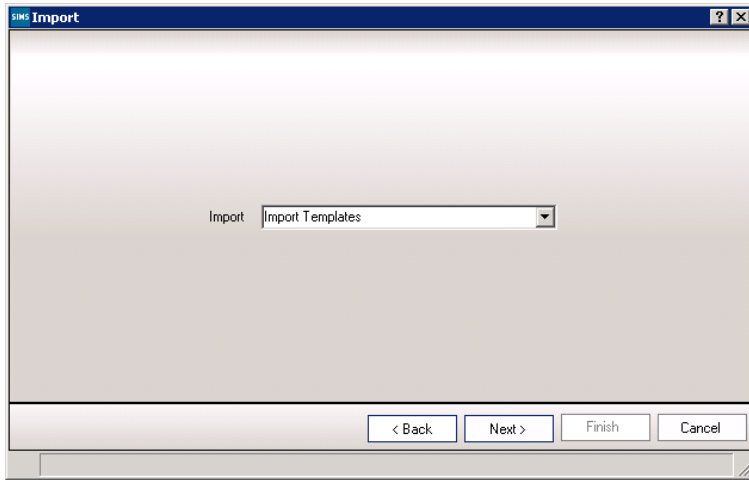 SIMS Import ?
Import Import Templates
< Back Next > Finish Cancel